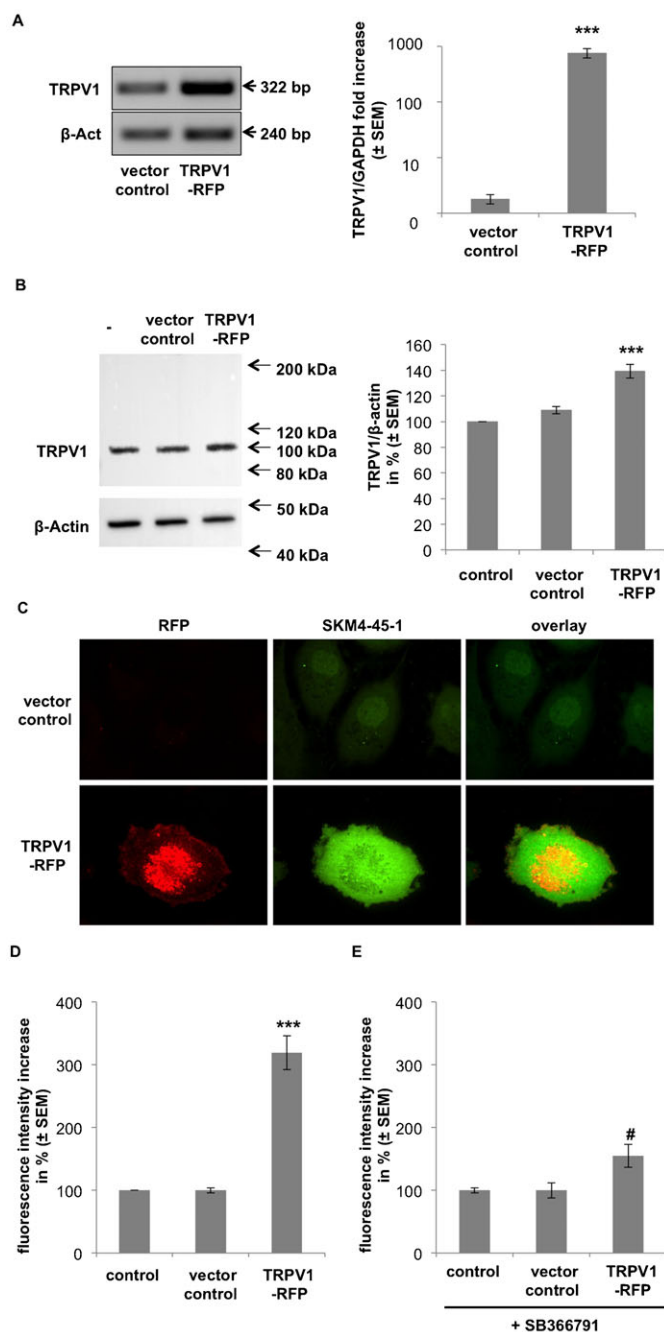 A
TRPV1
322 bp
β-Act
240 bp
vector
control
TRPV1
-RFP
TRPV1/GAPDH fold increase
(± SEM)
1000
100
10
0
***
vector
control
TRPV1
-RFP
B
-
vector
control
TRPV1
-RFP
200 kDa
120 kDa
TRPV1
100 kDa
80 kDa
50 kDa
β-Actin
40 kDa
TRPV1/β-actin
in % (± SEM)
160
140
120
100
80
60
40
20
0
***
control
vector
control
TRPV1
-RFP
C
RFP
SKM4-45-1
overlay
vector
control
TRPV1
-RFP
D
fluorescence intensity increase
in % (± SEM)
400
300
200
100
0
***
control
vector
control
TRPV1
-RFP
E
fluorescence intensity increase
in % (± SEM)
400
300
200
100
0
#
control
vector
control
TRPV1
-RFP
+ SB366791